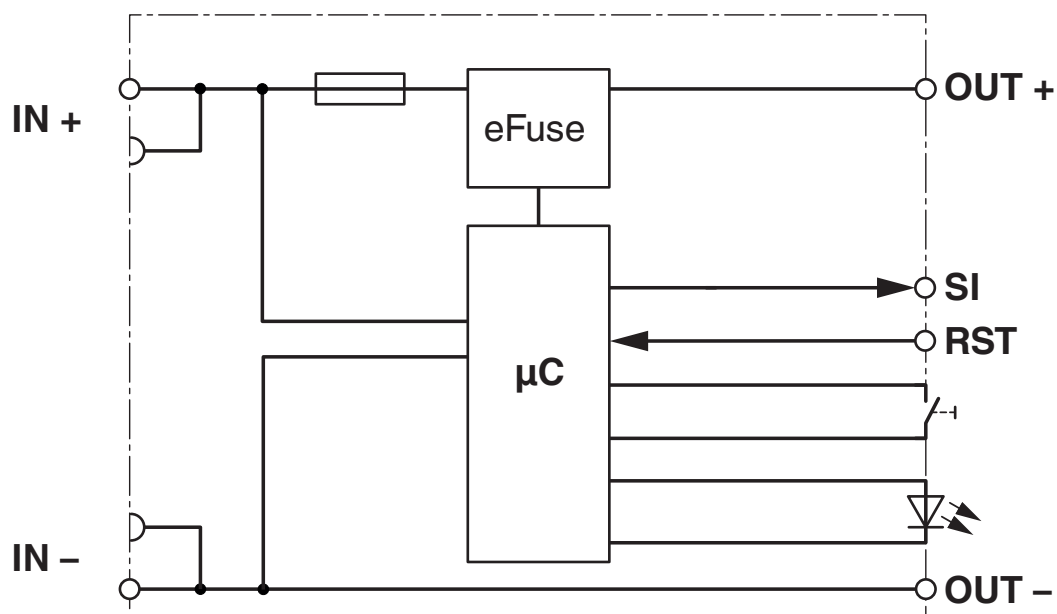 IN +
OUT +
eFuse
SI
RST
µC
IN –
OUT –